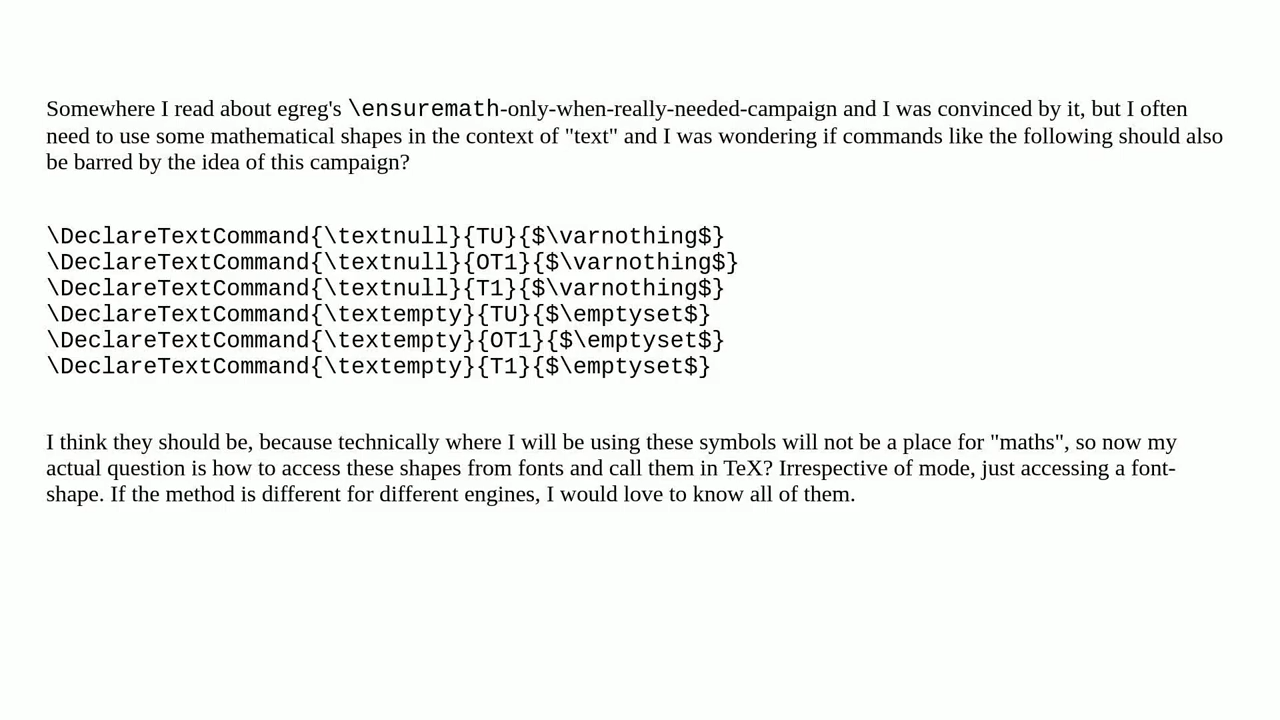 Somewhere I read about egreg's \ensuremath-only-when-really-needed-campaign and I was convinced by it, but I often
need to use some mathematical shapes in the context of "text" and I was wondering if commands like the following should also
be barred by the idea of this campaign?
\DeclareTextCommand{\textnull}{TU}{$\varnothing$}
\DeclareTextCommand{\textnull}{OT1}{$\varnothing$}
\DeclareTextCommand{\textnull}{T1}{$\varnothing$}
\DeclareTextCommand{\textempty}{TU}{$\emptyset$}
\DeclareTextCommand{\textempty}{OT1}{$\emptyset$}
\DeclareTextCommand{\textempty}{T1}{$\emptyset$}
I think they should be, because technically where I will be using these symbols will not be a place for "maths", so now my
actual question is how to access these shapes from fonts and call them in TeX? Irrespective of mode, just accessing a font-
shape. If the method is different for different engines, I would love to know all of them.